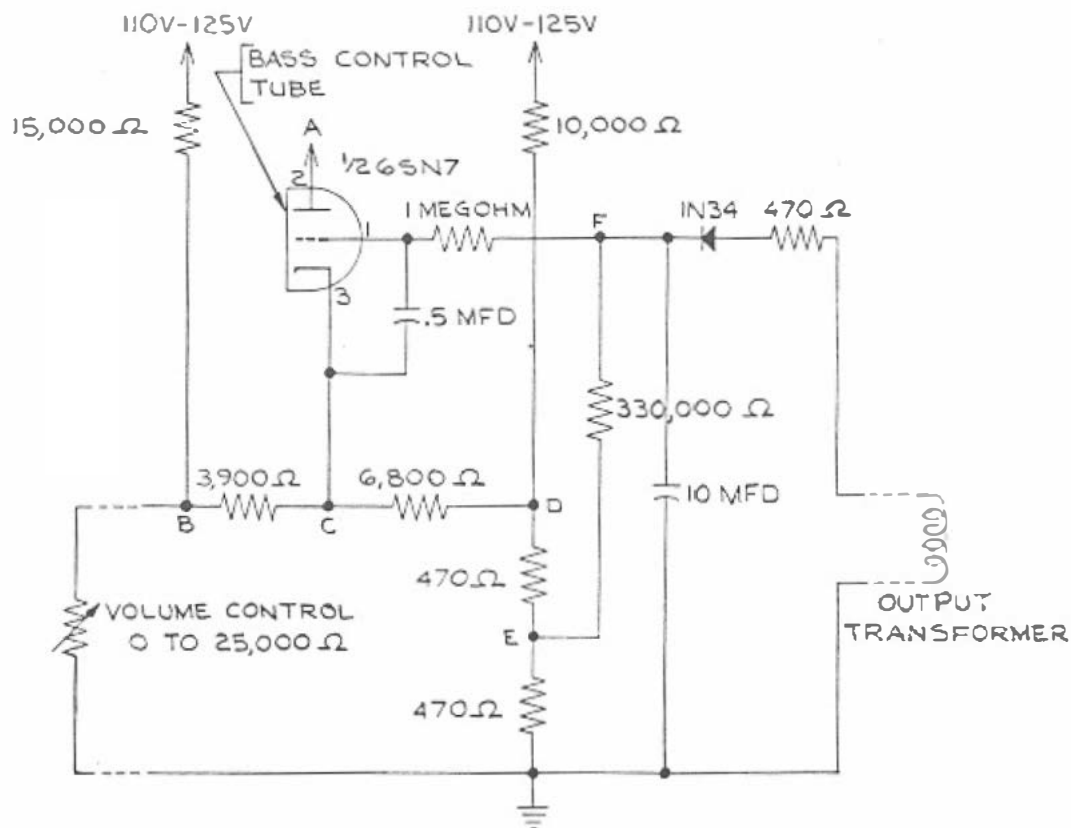 110V-125V
110V-125V
BASS CONTROL
TUBE
15,000 Ω
10,000 Ω
A
½6SN7
2
1
3
1 MEGOHM
F
1N34
470 Ω
.5 MFD
330,000 Ω
3,900 Ω
6,800 Ω
B
C
D
10 MFD
470 Ω
VOLUME CONTROL
0 TO 25,000 Ω
E
OUTPUT
TRANSFORMER
470 Ω